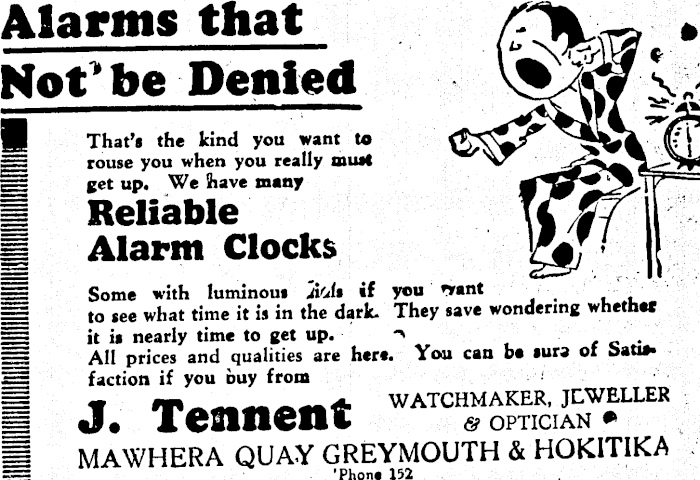 Alarms that
Not be Denied
That's the kind you want to
rouse you when you really must
get up. We have many
Reliable
Alarm Clocks
Some with luminous dials if you want
to see what time it is in the dark. They save wondering whether
it is nearly time to get up.
All prices and qualities are here. You can be sure of Satis-
faction if you buy from
J. Tennent
WATCHMAKER, JEWELLER
& OPTICIAN
MAWHERA QUAY GREYMOUTH & HOKITIKA
'Phone 152